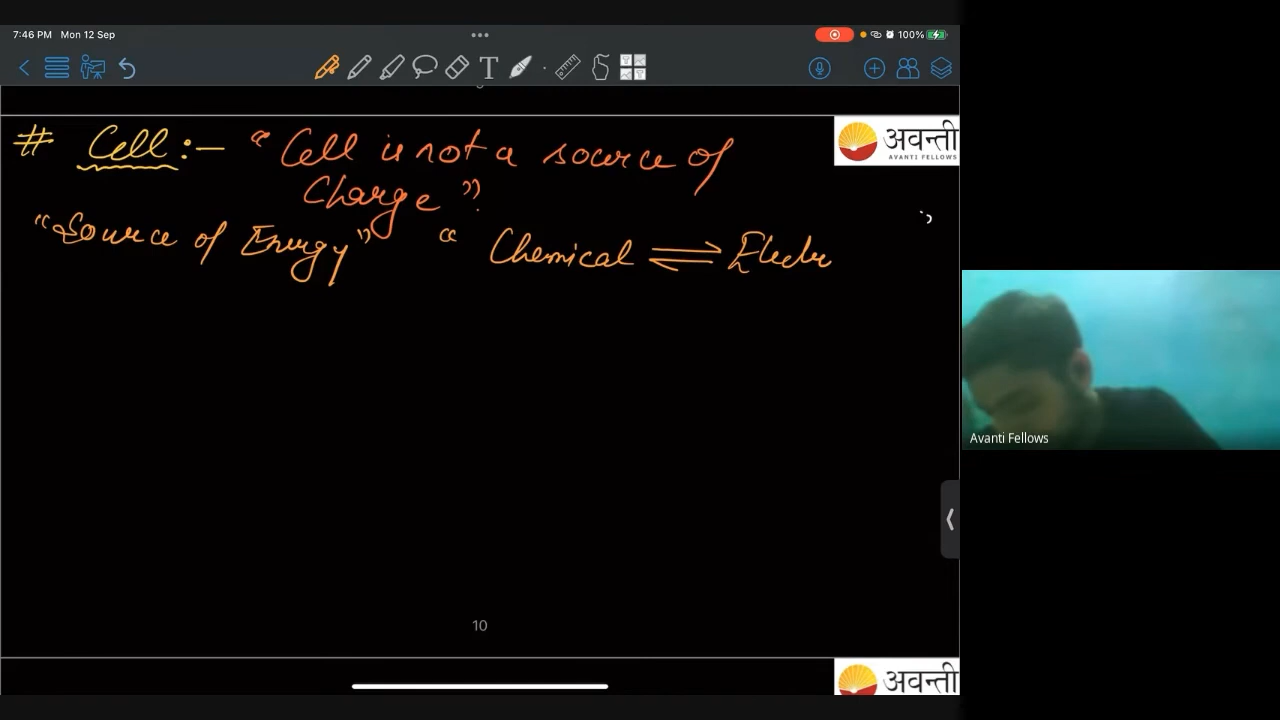 7:46 PM Mon 12 Sep
100%
T
# Cell :- “ Cell is not a source of
Charge ”.
अवन्ती
AVANTI FELLOWS
“Source of Energy” “ Chemical ⇌ Electr
Avanti Fellows
10
अवन्ती